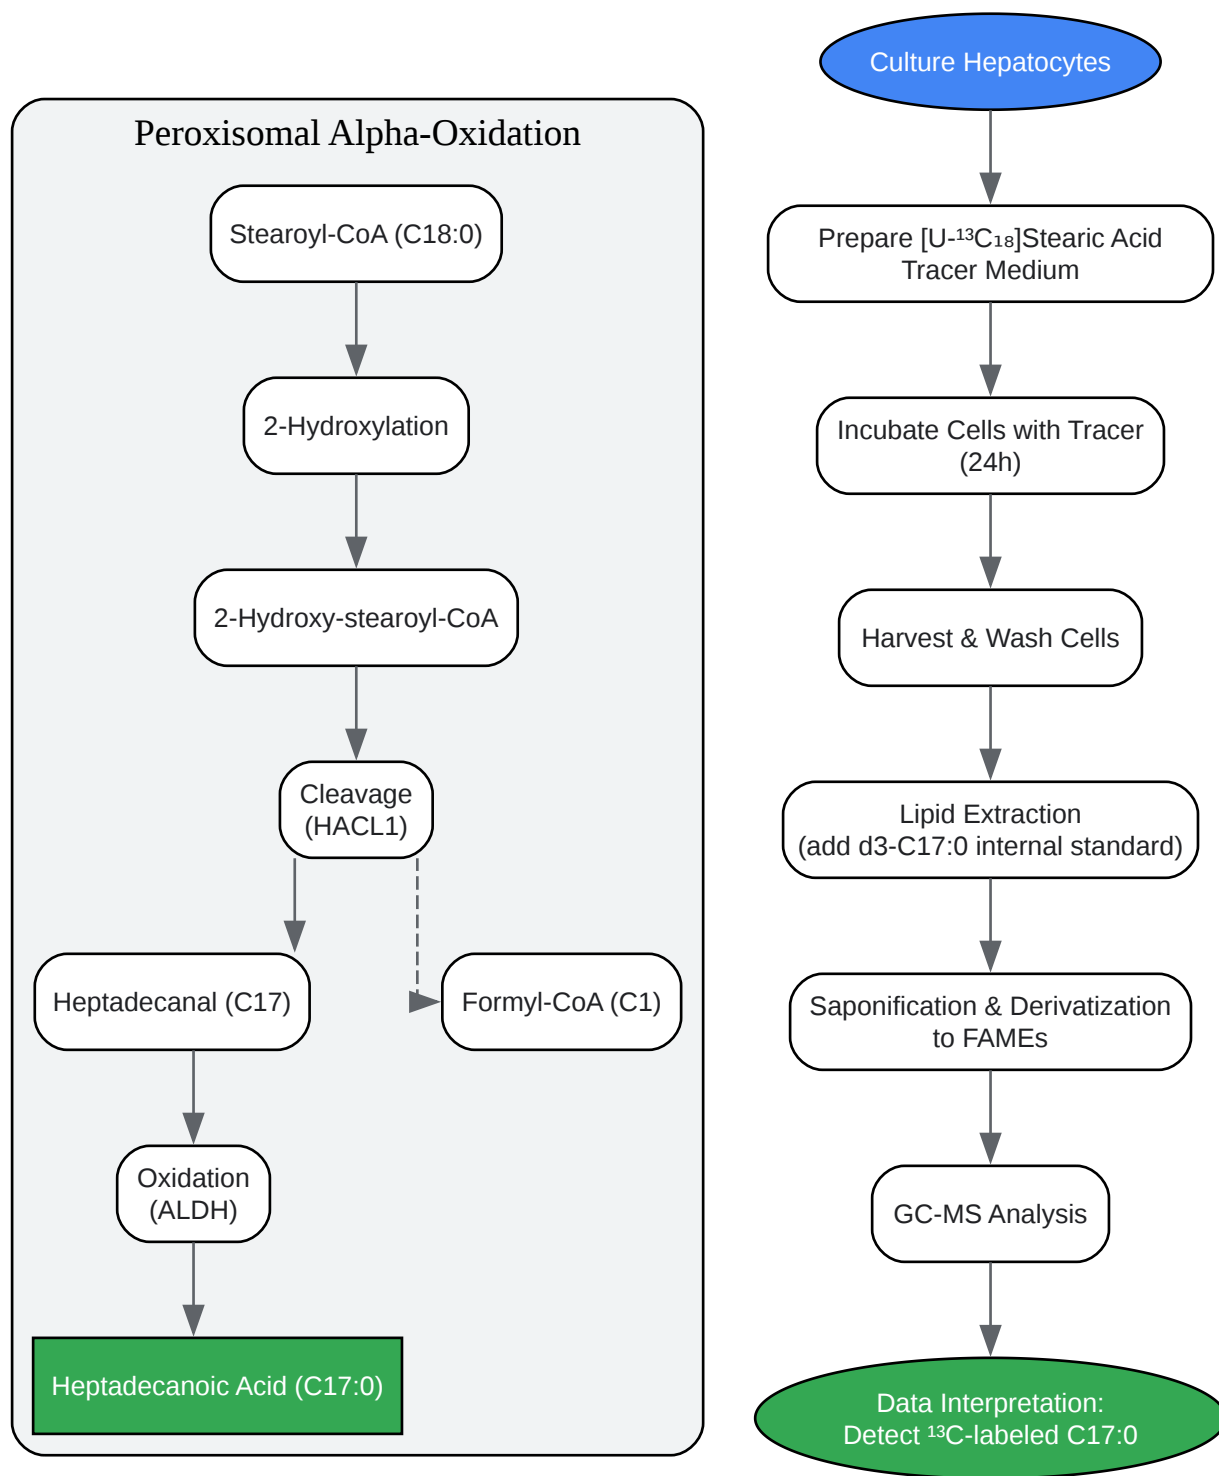 Peroxisomal Alpha-Oxidation
Stearoyl-CoA (C18:0)
2-Hydroxylation
2-Hydroxy-stearoyl-CoA
Cleavage
(HACL1)
Heptadecanal (C17)
Formyl-CoA (C1)
Oxidation
(ALDH)
Heptadecanoic Acid (C17:0)
Culture Hepatocytes
Prepare [U-¹³C₁₈]Stearic Acid
Tracer Medium
Incubate Cells with Tracer
(24h)
Harvest & Wash Cells
Lipid Extraction
(add d3-C17:0 internal standard)
Saponification & Derivatization
to FAMEs
GC-MS Analysis
Data Interpretation:
Detect ¹³C-labeled C17:0